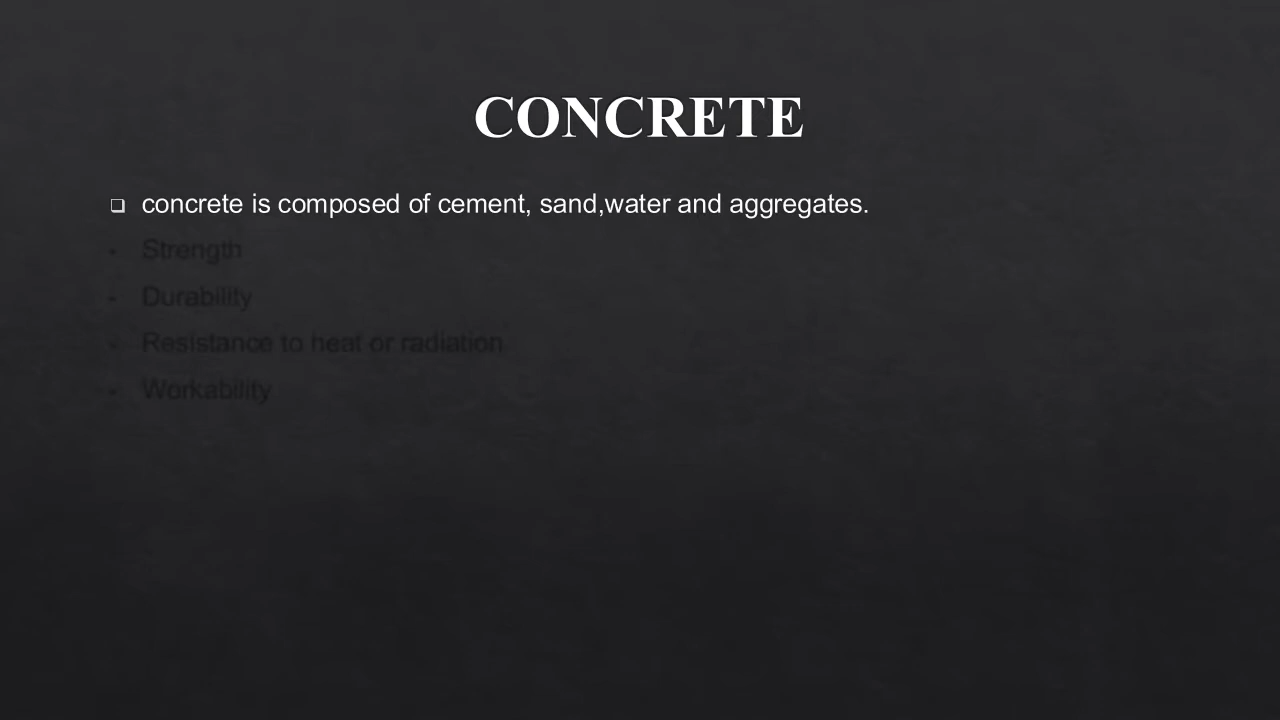 CONCRETE
❑ concrete is composed of cement, sand,water and aggregates.
• Strength
• Durability
• Resistance to heat or radiation
• Workability